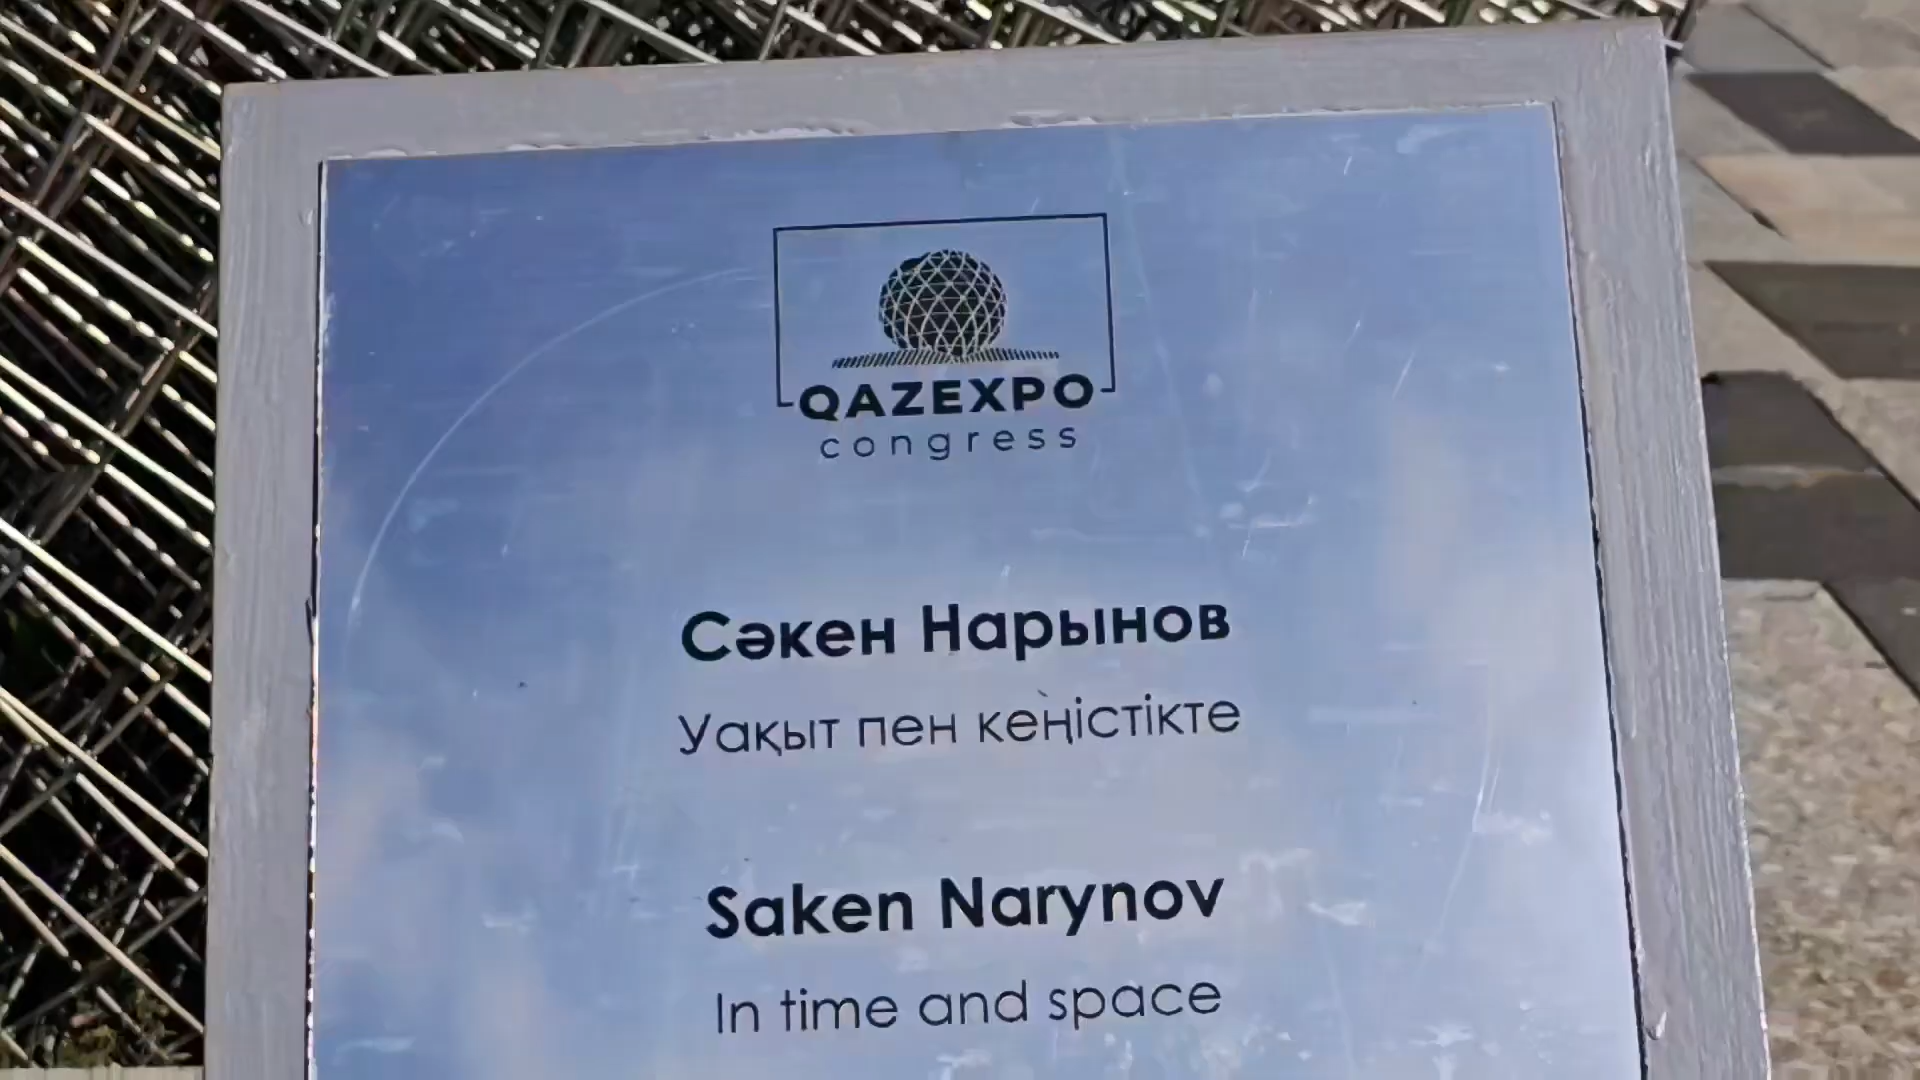 QAZEXPO
congress
Сәкен Нарынов
Уақыт пен кеңістікте
Saken Narynov
In time and space